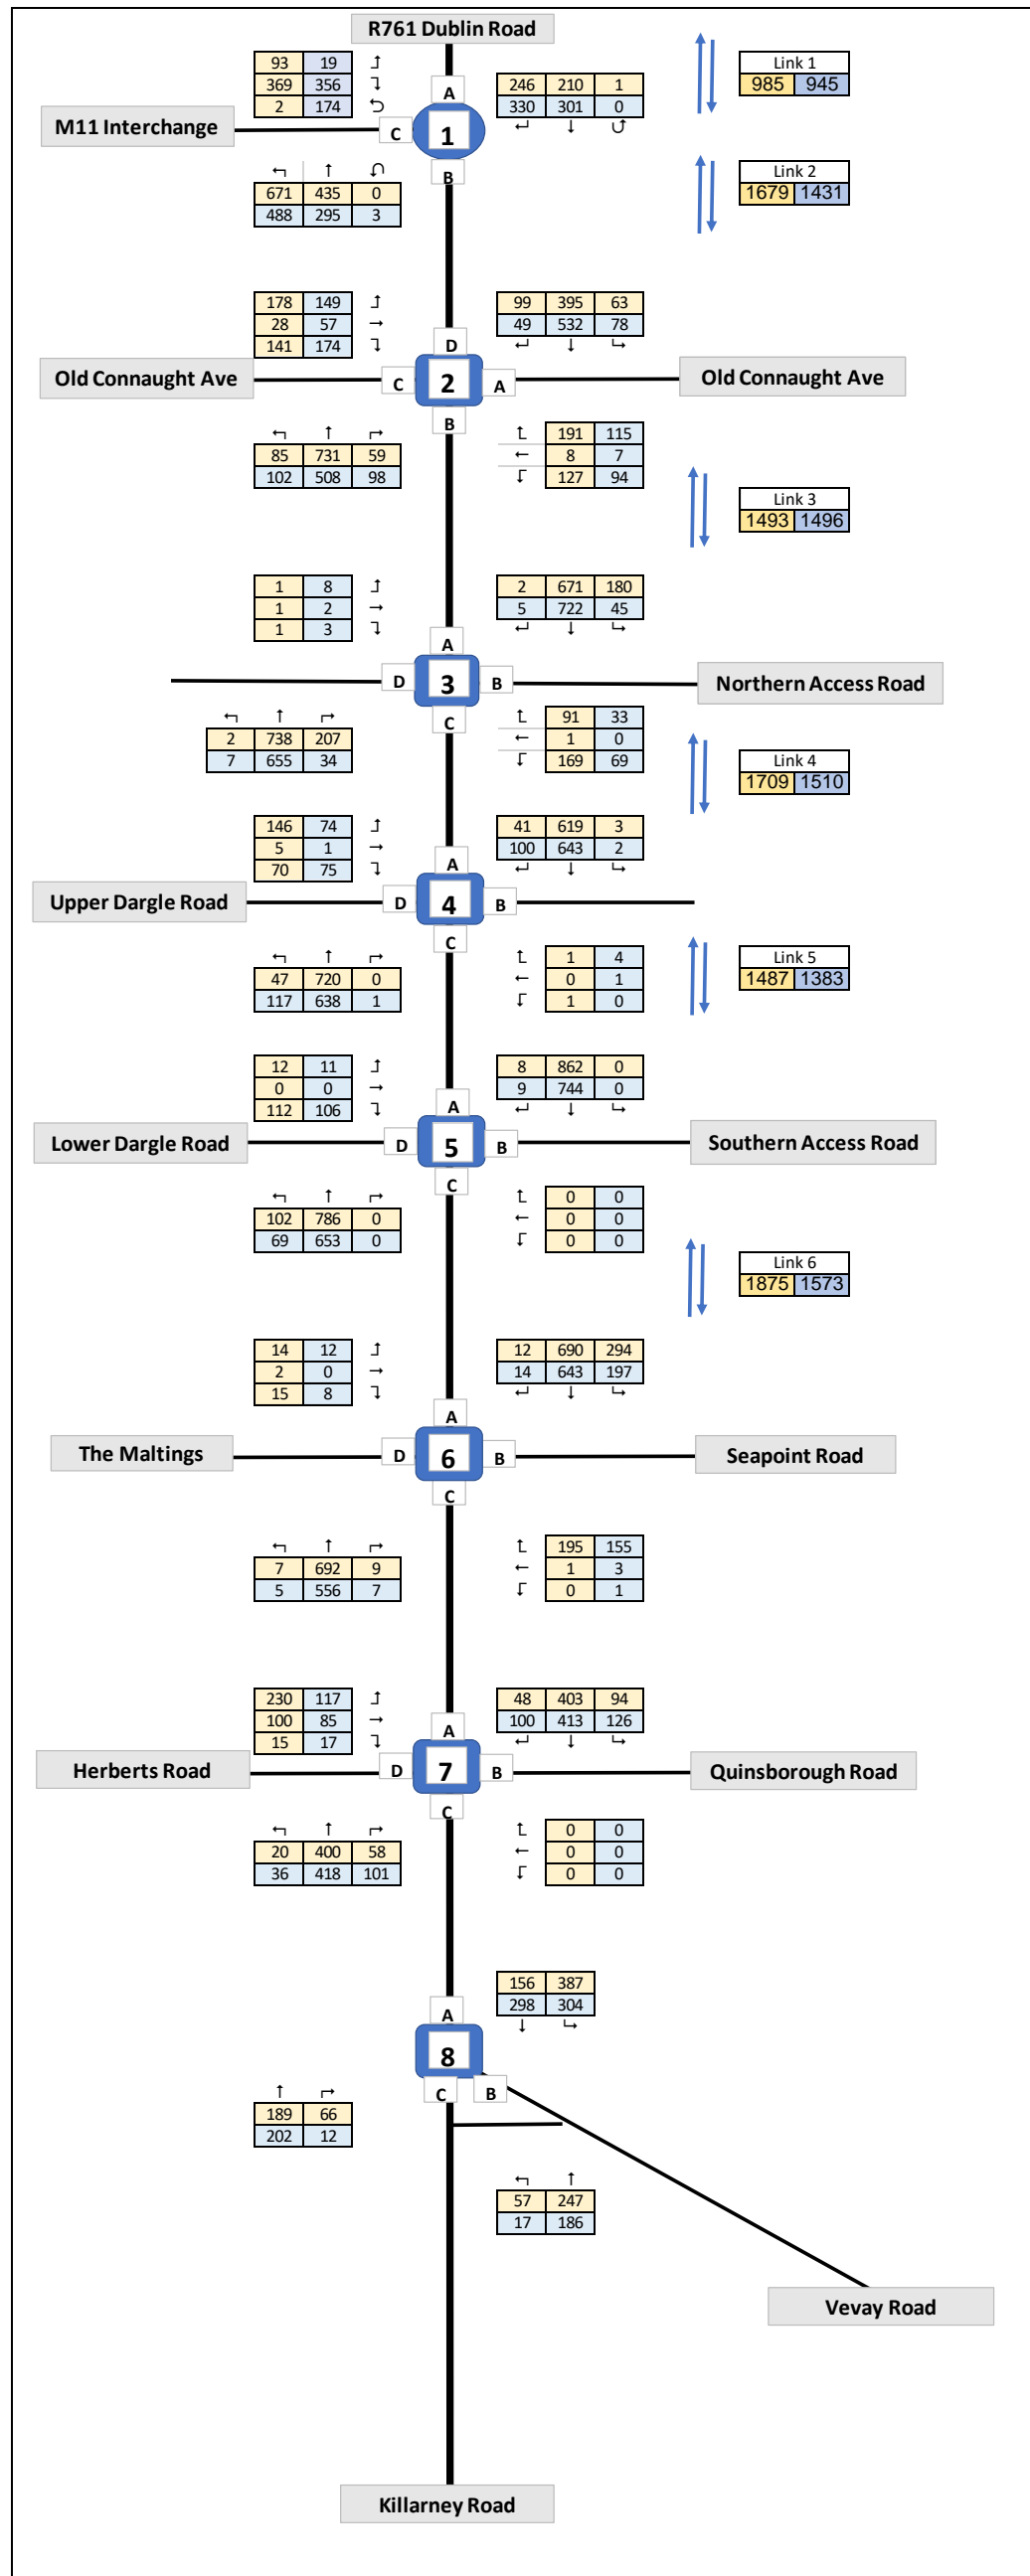 R761 Dublin Road
93 19
369 356
2 174
A
246 210 1
330 301 0
Link 1
985 945
M11 Interchange
C
1
B
671 435 0
488 295 3
Link 2
1679 1431
178 149
28 57
141 174
99 395 63
49 532 78
D
Old Connaught Ave
C
2
A
Old Connaught Ave
B
85 731 59
102 508 98
191 115
8 7
127 94
Link 3
1493 1496
1 8
1 2
1 3
2 671 180
5 722 45
A
D
3
B
Northern Access Road
C
2 738 207
7 655 34
91 33
1 0
169 69
Link 4
1709 1510
146 74
5 1
70 75
41 619 3
100 643 2
A
Upper Dargle Road
D
4
B
C
47 720 0
117 638 1
1 4
0 1
1 0
Link 5
1487 1383
12 11
0 0
112 106
8 862 0
9 744 0
A
Lower Dargle Road
D
5
B
Southern Access Road
C
102 786 0
69 653 0
0 0
0 0
0 0
Link 6
1875 1573
14 12
2 0
15 8
12 690 294
14 643 197
A
The Maltings
D
6
B
Seapoint Road
C
7 692 9
5 556 7
195 155
1 3
0 1
230 117
100 85
15 17
48 403 94
100 413 126
A
Herberts Road
D
7
B
Quinsborough Road
C
20 400 58
36 418 101
0 0
0 0
0 0
156 387
298 304
A
8
C
B
189 66
202 12
57 247
17 186
Vevay Road
Killarney Road